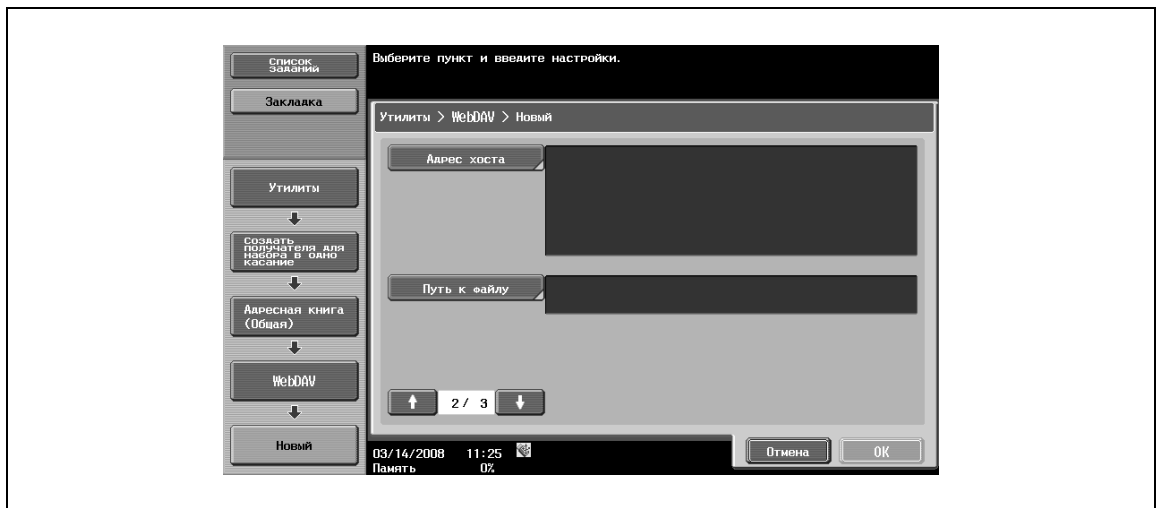 Список
заданий
Закладка
Утилиты
Создать
получателя для
набора в одно
касание
Адресная книга
(Общая)
WebDAV
Новый
Выберите пункт и введите настройки.
Утилиты > WebDAV > Новый
Адрес хоста
Путь к файлу
2/ 3
03/14/2008 11:25
Память 0%
Отмена
OK